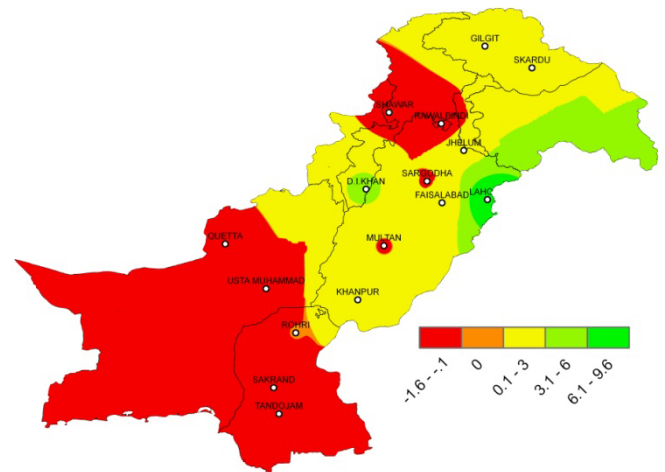 GILGIT
SKARDU
SHAWAR
RAWALPINDI
JHELUM
SARGODHA
D.I.KHAN
FAISALABAD
LAHO
QUETTA
MULTAN
USTA MUHAMMAD
KHANPUR
ROHRI
SAKRAND
TANDOJAM
-1.6 - -.1
0
0.1 - 3
3.1 - 6
6.1 - 9.6